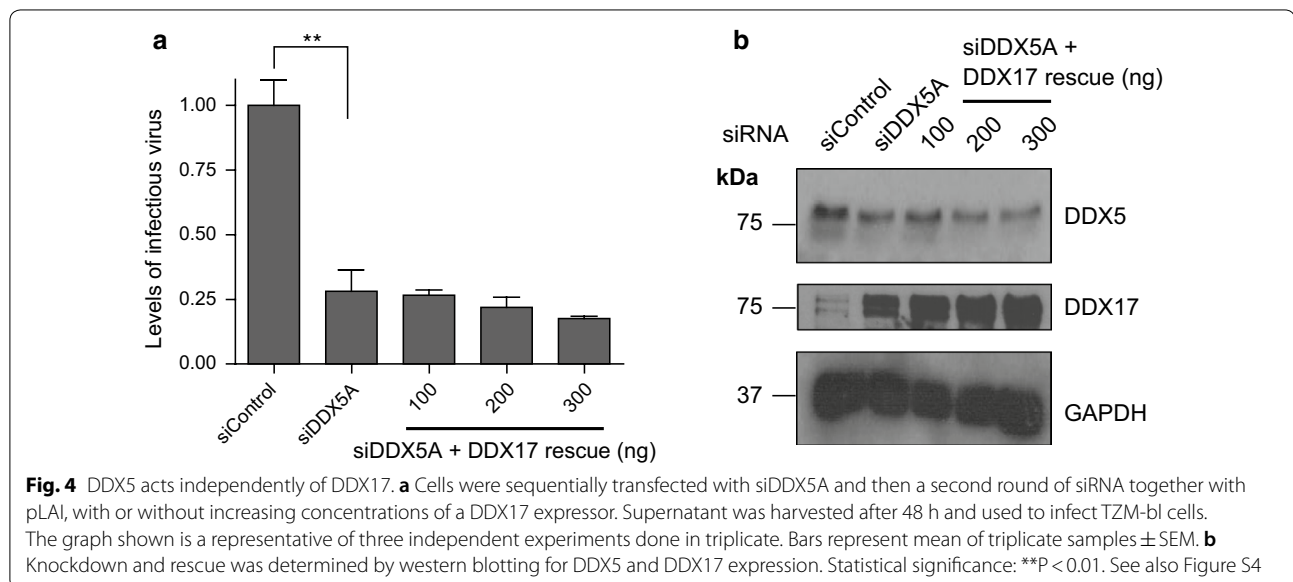 a
**
1.00
0.75
0.50
0.25
0.00
Levels of infectious virus
siControl
siDDX5A
100
200
300
siDDX5A + DDX17 rescue (ng)
b
siDDX5A +
DDX17 rescue (ng)
siRNA
siControl
siDDX5A
100
200
300
kDa
75
DDX5
75
DDX17
37
GAPDH
Fig. 4 DDX5 acts independently of DDX17. a Cells were sequentially transfected with siDDX5A and then a second round of siRNA together with
pLAI, with or without increasing concentrations of a DDX17 expressor. Supernatant was harvested after 48 h and used to infect TZM-bl cells.
The graph shown is a representative of three independent experiments done in triplicate. Bars represent mean of triplicate samples ± SEM. b
Knockdown and rescue was determined by western blotting for DDX5 and DDX17 expression. Statistical significance: **P < 0.01. See also Figure S4